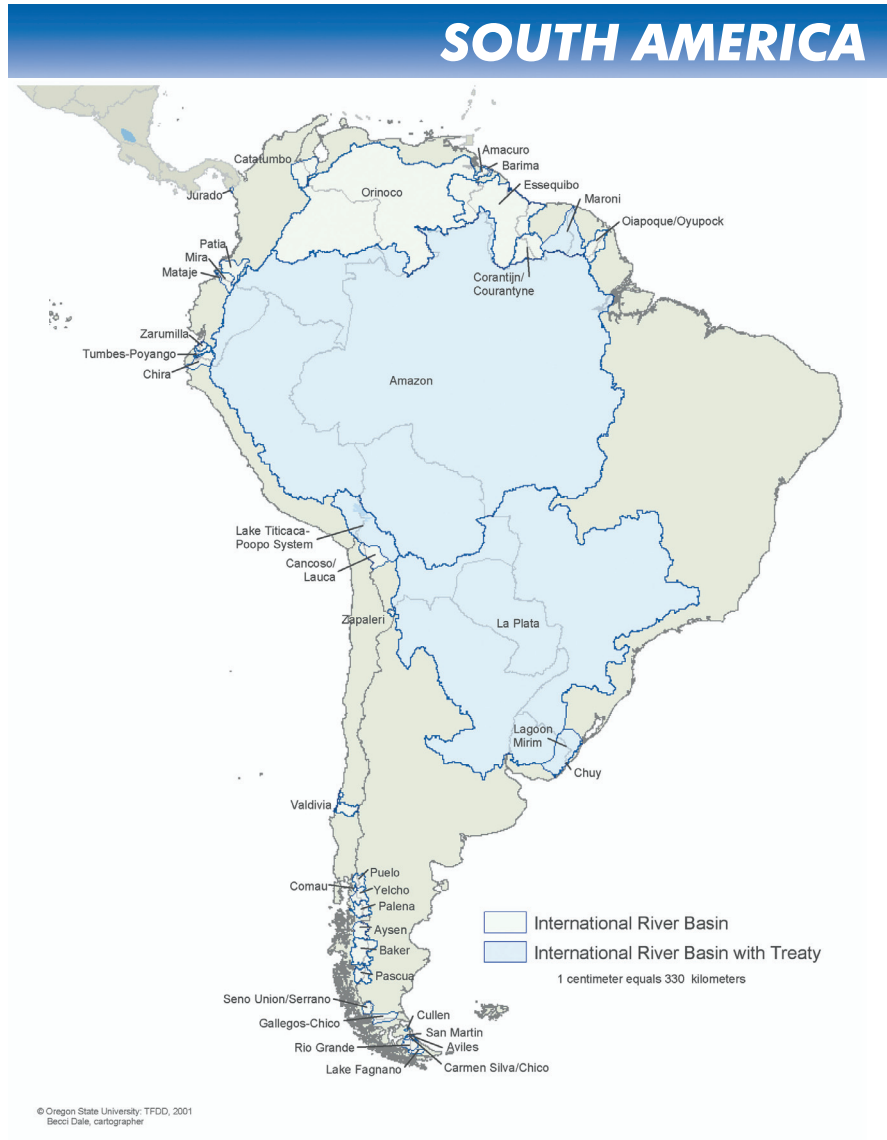 SOUTH AMERICA
Amacuro
Catatumbo
Barima
Essequibo
Orinoco
Jurado
Maroni
Oiapoque/Oyupock
Patia
Mira
Mataje
Corantijn/
Courantyne
Zarumilla
Tumbes-Poyango
Chira
Amazon
Lake Titicaca-
Poopo System
Cancoso/
Lauca
Zapaleri
La Plata
Lagoon
Mirim
Chuy
Valdivia
Puelo
Comau
Yelcho
Palena
Aysen
Baker
Pascua
International River Basin
International River Basin with Treaty
1 centimeter equals 330 kilometers
Seno Union/Serrano
Gallegos-Chico
Cullen
San Martin
Rio Grande
Aviles
Lake Fagnano
Carmen Silva/Chico
© Oregon State University: TFDD, 2001
Becci Dale, cartographer